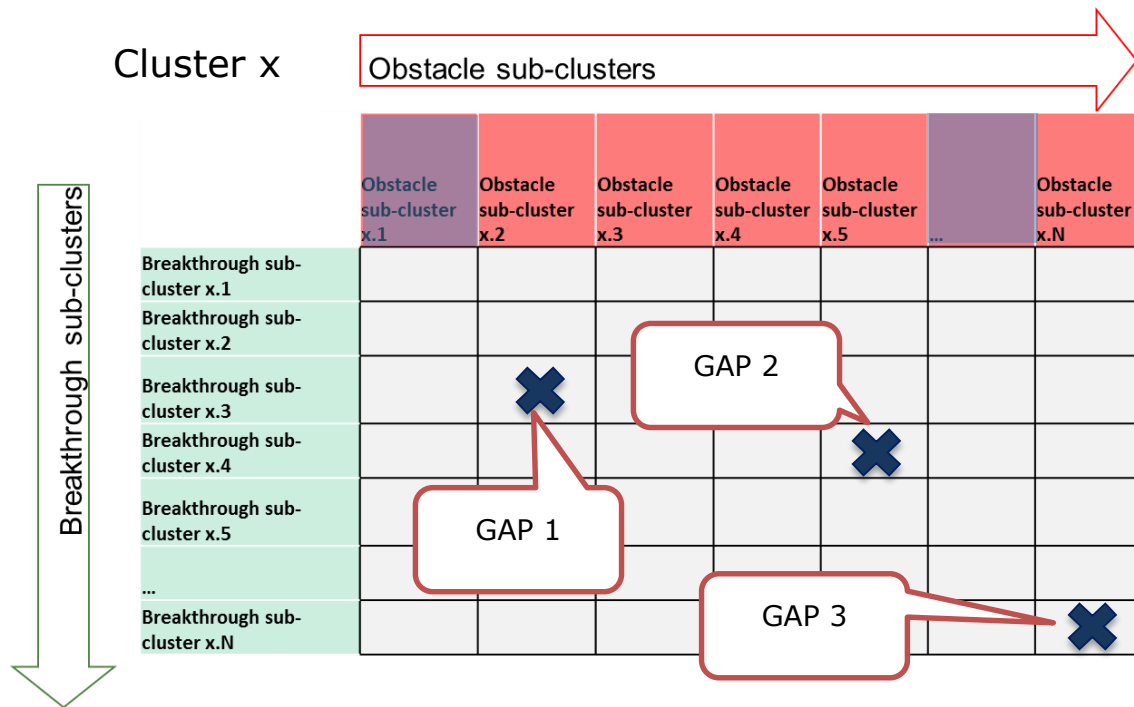 Cluster x
Obstacle sub-clusters
Breakthrough sub-clusters
Obstacle
sub-cluster
x.1
Obstacle
sub-cluster
x.2
Obstacle
sub-cluster
x.3
Obstacle
sub-cluster
x.4
Obstacle
sub-cluster
x.5
...
Obstacle
sub-cluster
x.N
Breakthrough sub-
cluster x.1
Breakthrough sub-
cluster x.2
Breakthrough sub-
cluster x.3
Breakthrough sub-
cluster x.4
Breakthrough sub-
cluster x.5
...
Breakthrough sub-
cluster x.N
GAP 2
GAP 1
GAP 3